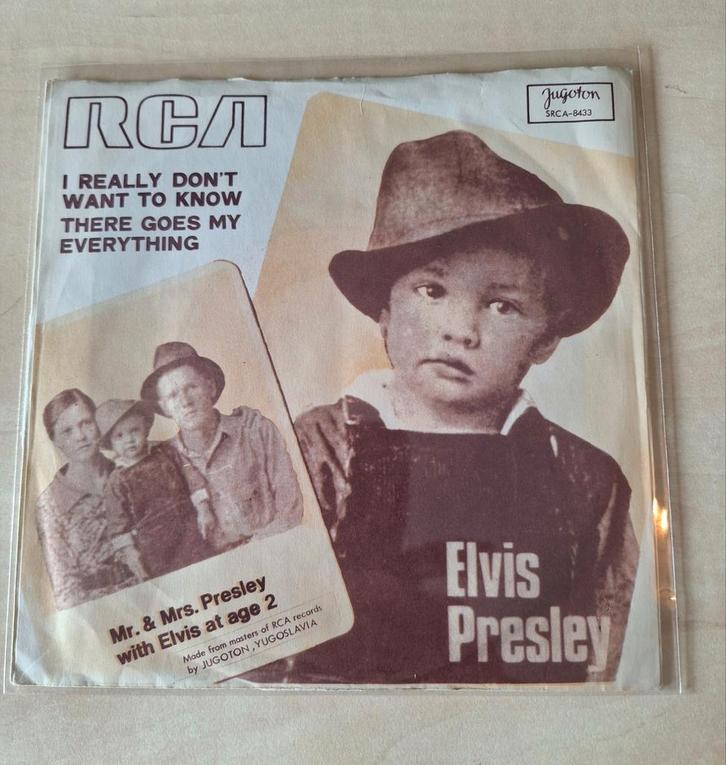 RCA
Jugoton
SRCA-8433
I REALLY DON'T
WANT TO KNOW
THERE GOES MY
EVERYTHING
Mr. & Mrs. Presley
with Elvis at age 2
Made from masters of RCA records
by JUGOTON, YUGOSLAVIA
Elvis
Presley